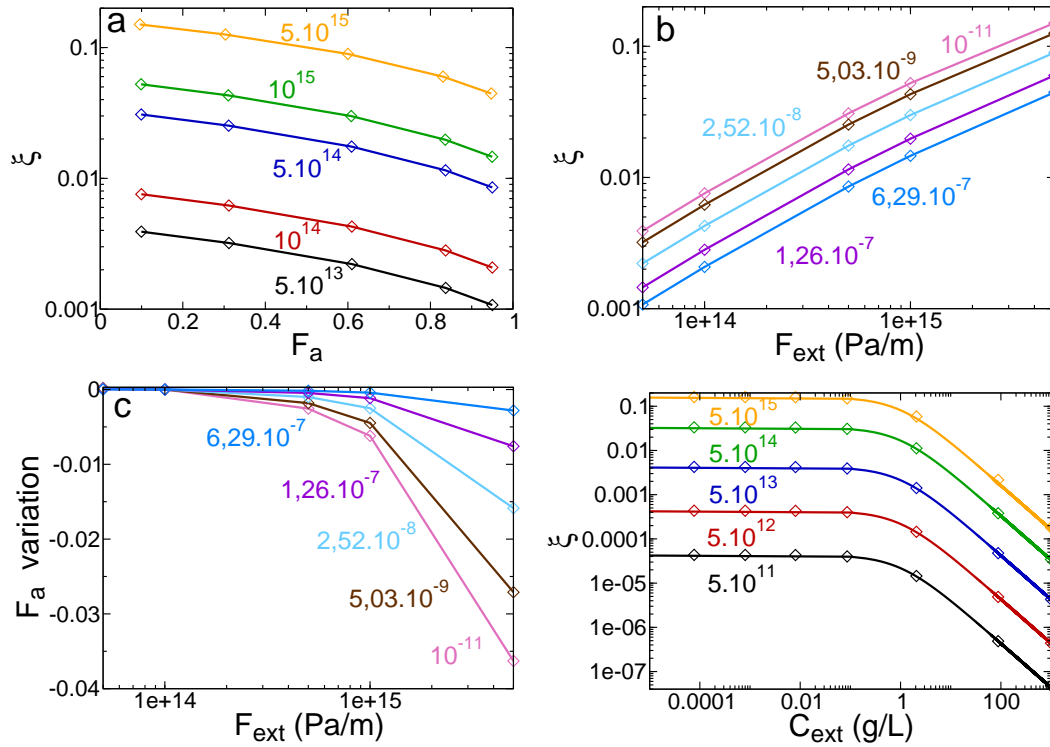 a
0.1
0.01
0.001
ξ
5.10^15
10^15
5.10^14
10^14
5.10^13
0 0.2 0.4 0.6 0.8 1
F_a
b
0.1
0.01
0.001
ξ
10^-11
5,03.10^-9
2,52.10^-8
6,29.10^-7
1,26.10^-7
1e+14 1e+15
F_ext (Pa/m)
c
0
-0.01
-0.02
-0.03
-0.04
F_a variation
6,29.10^-7
1,26.10^-7
2,52.10^-8
5,03.10^-9
10^-11
1e+14 1e+15
F_ext (Pa/m)
0.1
0.01
0.001
0.0001
1e-05
1e-06
1e-07
ξ
5.10^15
5.10^14
5.10^13
5.10^12
5.10^11
0.0001 0.01 1 100
C_ext (g/L)